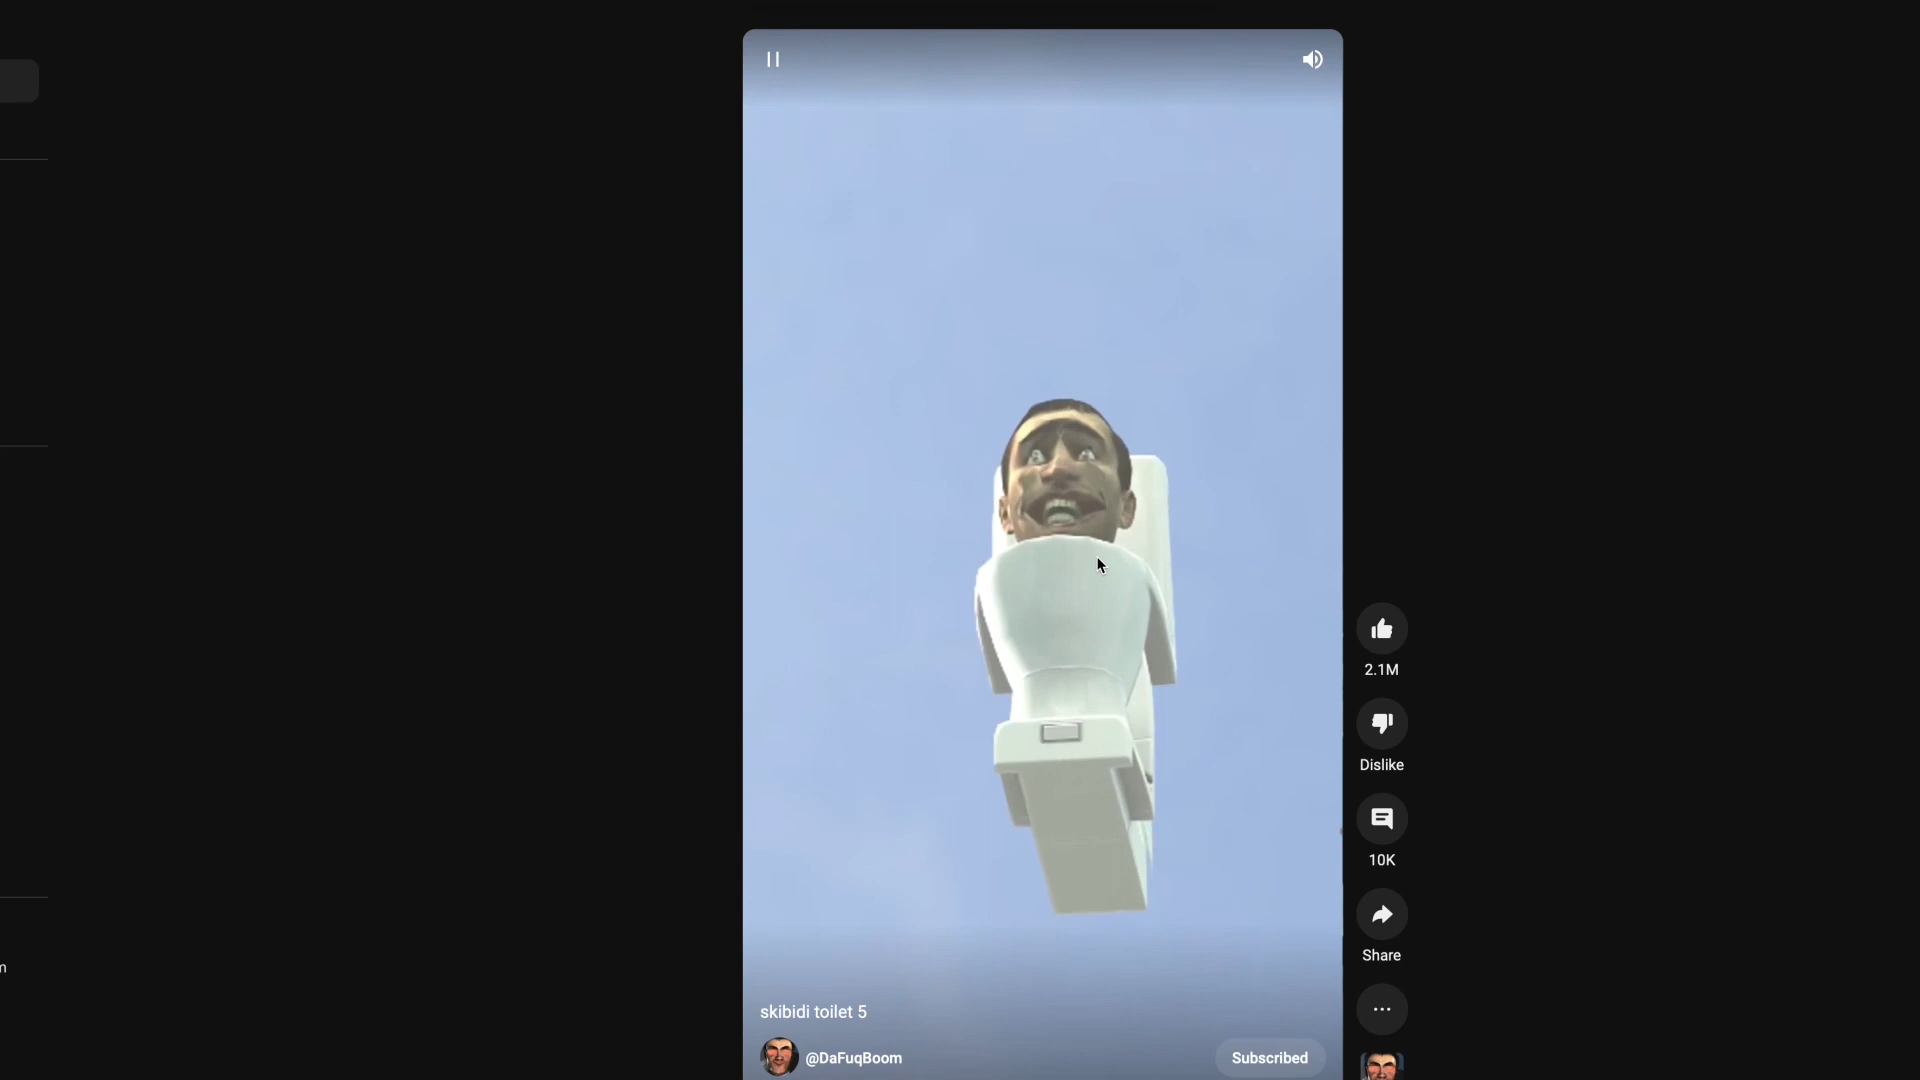 2.1M
Dislike
10K
Share
skibidi toilet 5
@DaFuqBoom
Subscribed